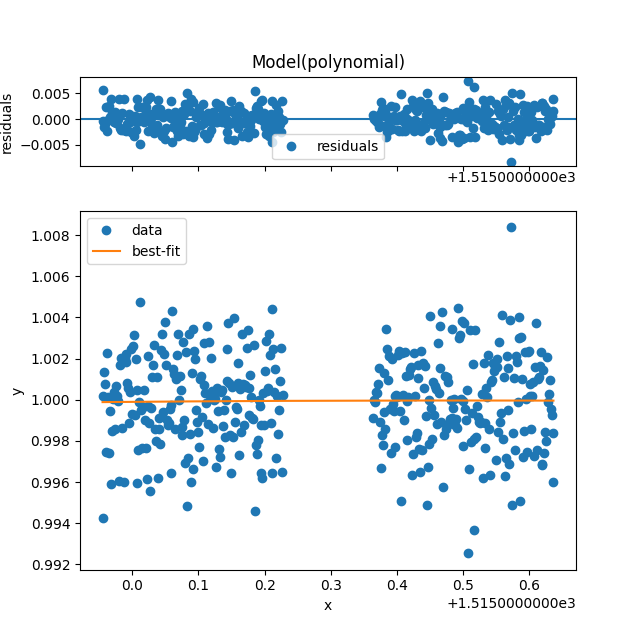 Model(polynomial)
residuals
0.005
0.000
−0.005
residuals
+1.5150000000e3
y
1.008
1.006
1.004
1.002
1.000
0.998
0.996
0.994
0.992
data
best-fit
0.0 0.1 0.2 0.3 0.4 0.5 0.6
x
+1.5150000000e3